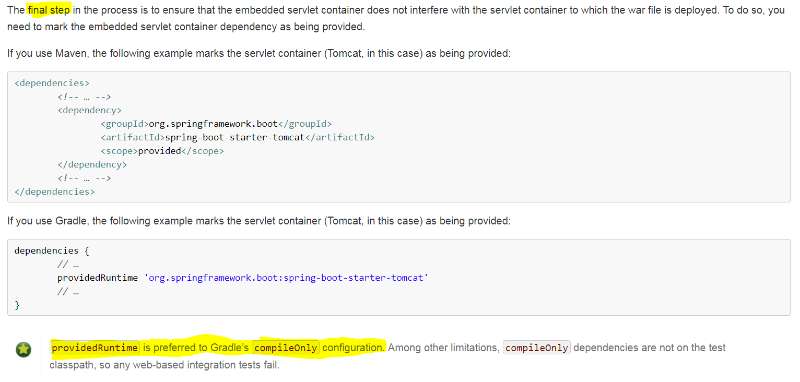 The final step in the process is to ensure that the embedded servlet container does not interfere with the servlet container to which the war file is deployed. To do so, you
need to mark the embedded servlet container dependency as being provided.
If you use Maven, the following example marks the servlet container (Tomcat, in this case) as being provided:
<dependencies>
<!-- … -->
<dependency>
<groupId>org.springframework.boot</groupId>
<artifactId>spring-boot-starter-tomcat</artifactId>
<scope>provided</scope>
</dependency>
<!-- … -->
</dependencies>
If you use Gradle, the following example marks the servlet container (Tomcat, in this case) as being provided:
dependencies {
// …
providedRuntime 'org.springframework.boot:spring-boot-starter-tomcat'
// …
}
providedRuntime is preferred to Gradle's compileOnly configuration. Among other limitations, compileOnly dependencies are not on the test
classpath, so any web-based integration tests fail.